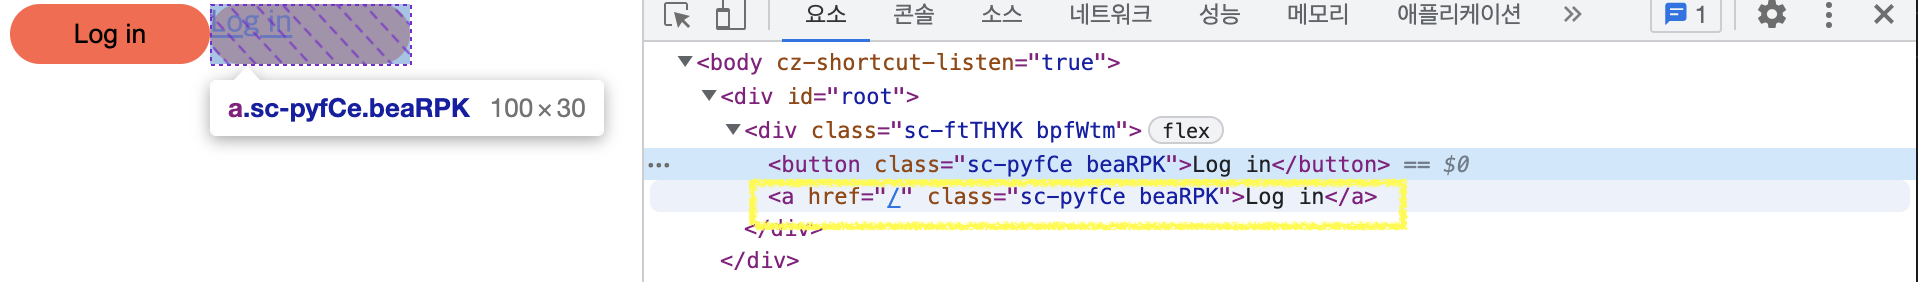 Log in Log in
a.sc-pyfCe.beaRPK 100 × 30
요소 콘솔 소스 네트워크 성능 메모리 애플리케이션 1
<body cz-shortcut-listen="true">
<div id="root">
<div class="sc-ftTHYK bpfWtm"> flex
<button class="sc-pyfCe beaRPK">Log in</button> == $0
<a href="/" class="sc-pyfCe beaRPK">Log in</a>
</div>
</div>